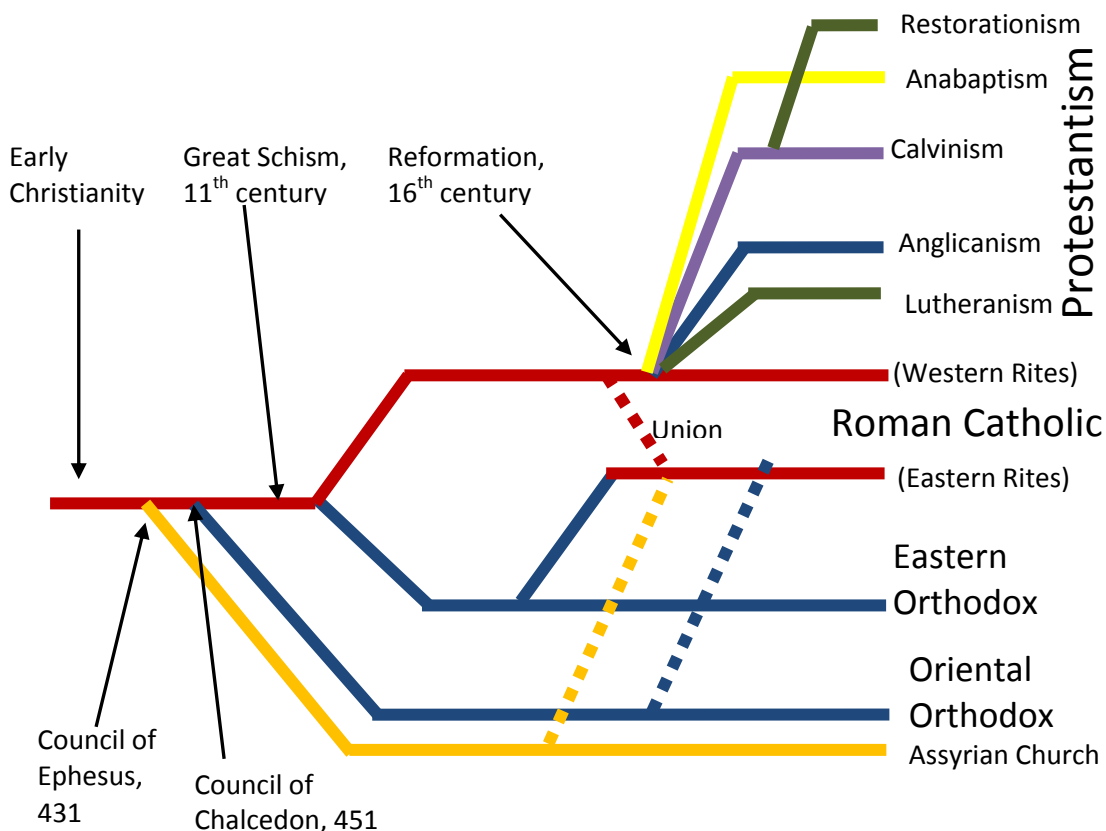 Restorationism
Anabaptism
Protestantism
Early
Christianity
Great Schism,
11th century
Reformation,
16th century
Calvinism
Anglicanism
Lutheranism
(Western Rites)
Union
Roman Catholic
(Eastern Rites)
Eastern
Orthodox
Oriental
Orthodox
Assyrian Church
Council of
Ephesus,
431
Council of
Chalcedon, 451